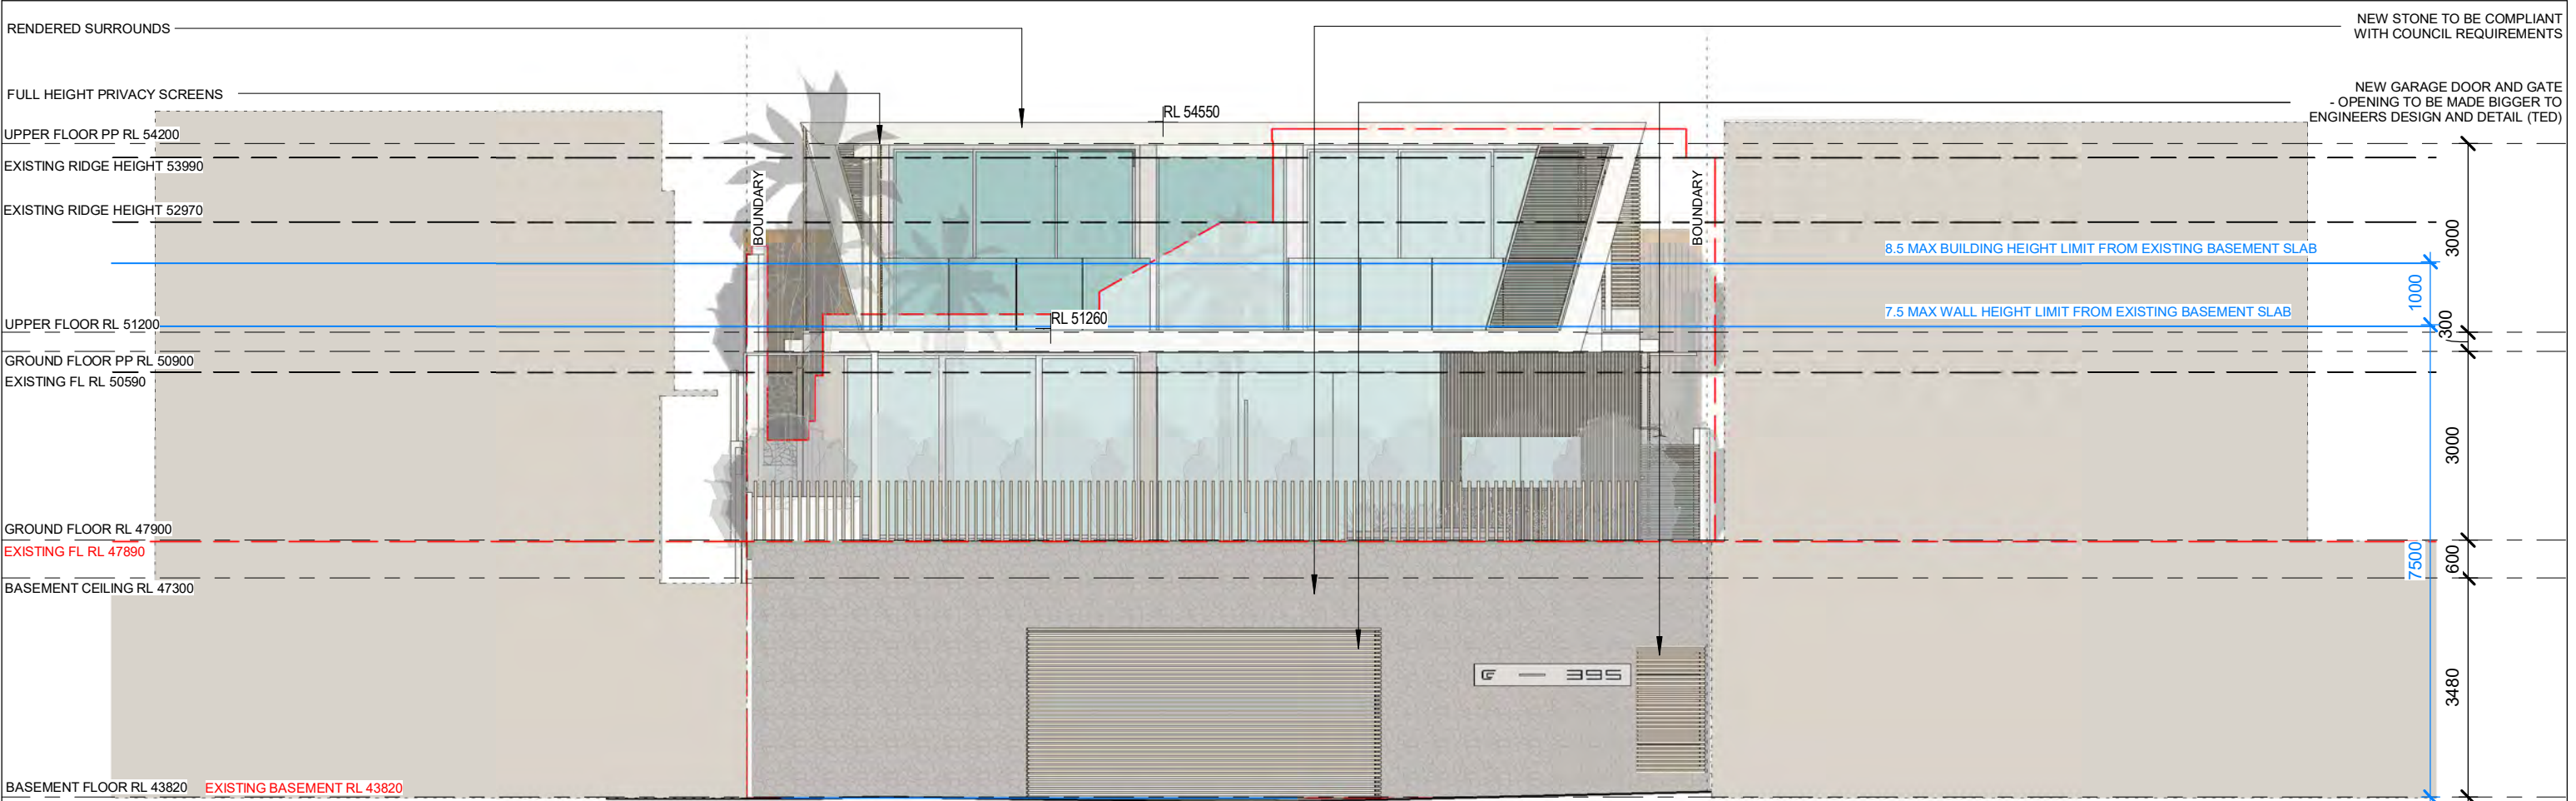 RENDERED SURROUNDS
NEW STONE TO BE COMPLIANT
WITH COUNCIL REQUIREMENTS
FULL HEIGHT PRIVACY SCREENS
NEW GARAGE DOOR AND GATE
- OPENING TO BE MADE BIGGER TO
ENGINEERS DESIGN AND DETAIL (TED)
RL 54550
UPPER FLOOR PP RL 54200
EXISTING RIDGE HEIGHT 53990
EXISTING RIDGE HEIGHT 52970
BOUNDARY
BOUNDARY
3000
8.5 MAX BUILDING HEIGHT LIMIT FROM EXISTING BASEMENT SLAB
1000
7.5 MAX WALL HEIGHT LIMIT FROM EXISTING BASEMENT SLAB
UPPER FLOOR RL 51200
RL 51260
300
GROUND FLOOR PP RL 50900
EXISTING FL RL 50590
3000
GROUND FLOOR RL 47900
EXISTING FL RL 47890
7500
600
BASEMENT CEILING RL 47300
G — 395
3480
BASEMENT FLOOR RL 43820 EXISTING BASEMENT RL 43820